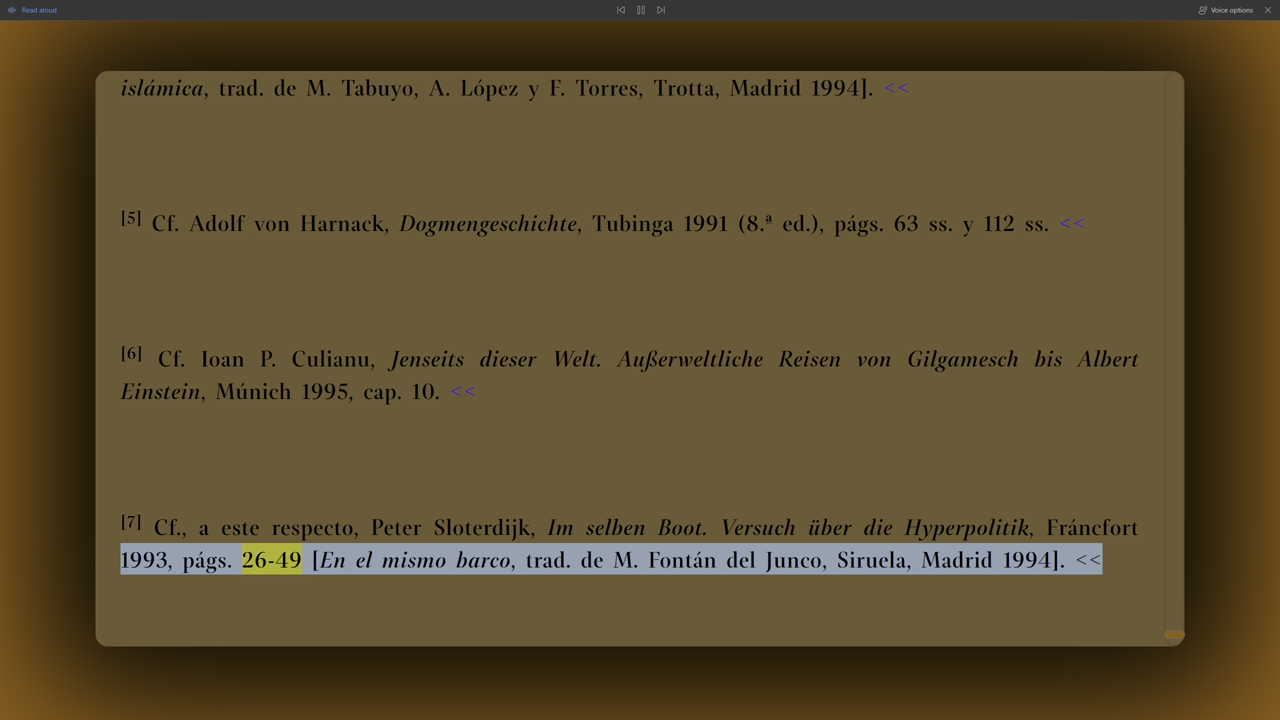 Read aloud
Voice options
islámica, trad. de M. Tabuyo, A. López y F. Torres, Trotta, Madrid 1994]. <<
[5] Cf. Adolf von Harnack, Dogmengeschichte, Tubinga 1991 (8.ª ed.), págs. 63 ss. y 112 ss. <<
[6] Cf. Ioan P. Culianu, Jenseits dieser Welt. Außerweltliche Reisen von Gilgamesch bis Albert
Einstein, Múnich 1995, cap. 10. <<
[7] Cf., a este respecto, Peter Sloterdijk, Im selben Boot. Versuch über die Hyperpolitik, Fráncfort
1993, págs. 26-49 [En el mismo barco, trad. de M. Fontán del Junco, Siruela, Madrid 1994]. <<